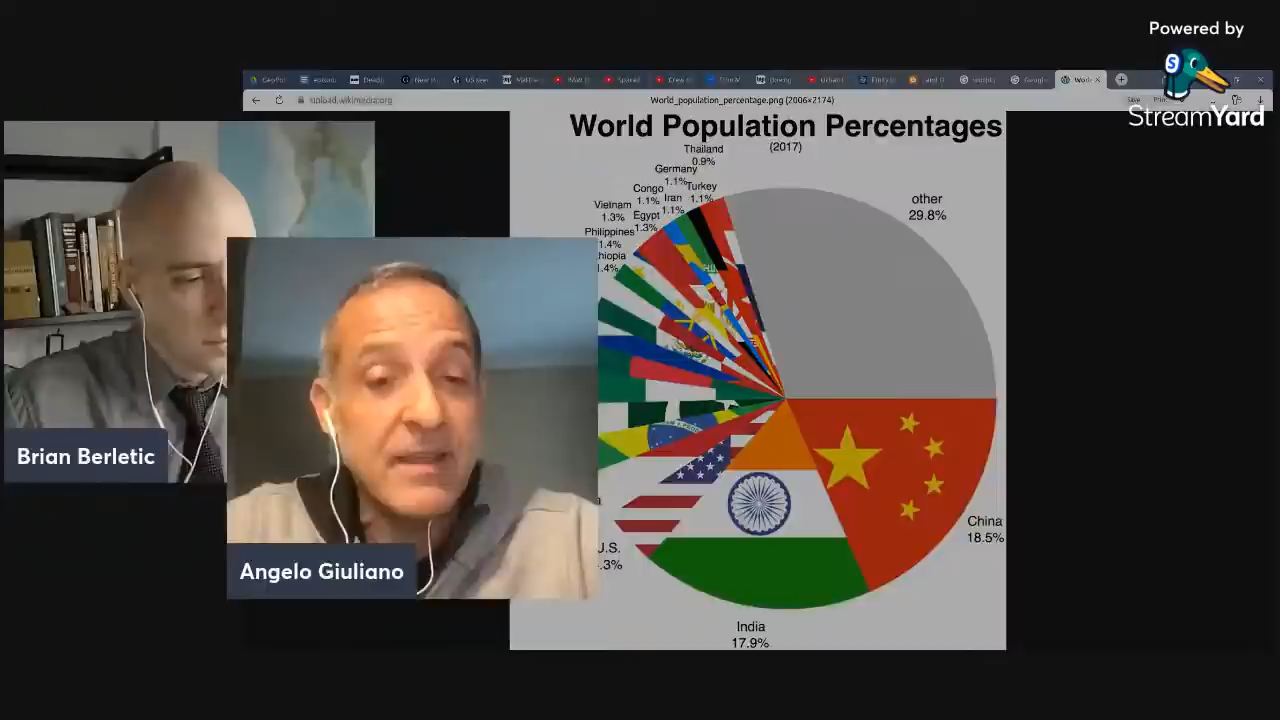 Powered by
StreamYard
upload.wikimedia.org
World_population_percentage.png (2006×2174)
World Population Percentages
(2017)
Thailand
0.9%
Germany
1.1%
Turkey
1.1%
Congo
1.1%
Iran
1.1%
Vietnam
1.3%
Egypt
1.3%
Philippines
1.4%
other
29.8%
China
18.5%
India
17.9%
U.S.
Brian Berletic
Angelo Giuliano